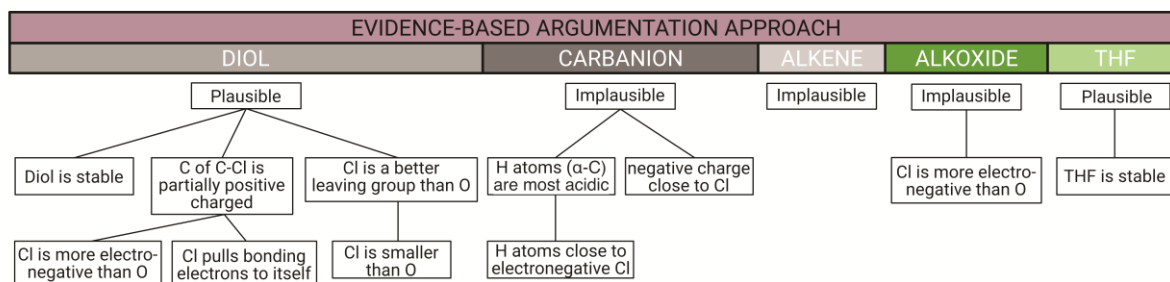 EVIDENCE-BASED ARGUMENTATION APPROACH
DIOL
CARBANION
ALKENE
ALKOXIDE
THF
Plausible
Implausible
Implausible
Implausible
Plausible
Diol is stable
C of C-Cl is
partially positive
charged
Cl is a better
leaving group than O
H atoms (α-C)
are most acidic
negative charge
close to Cl
Cl is more electro-
negative than O
THF is stable
Cl is more electro-
negative than O
Cl pulls bonding
electrons to itself
Cl is smaller
than O
H atoms close to
electronegative Cl